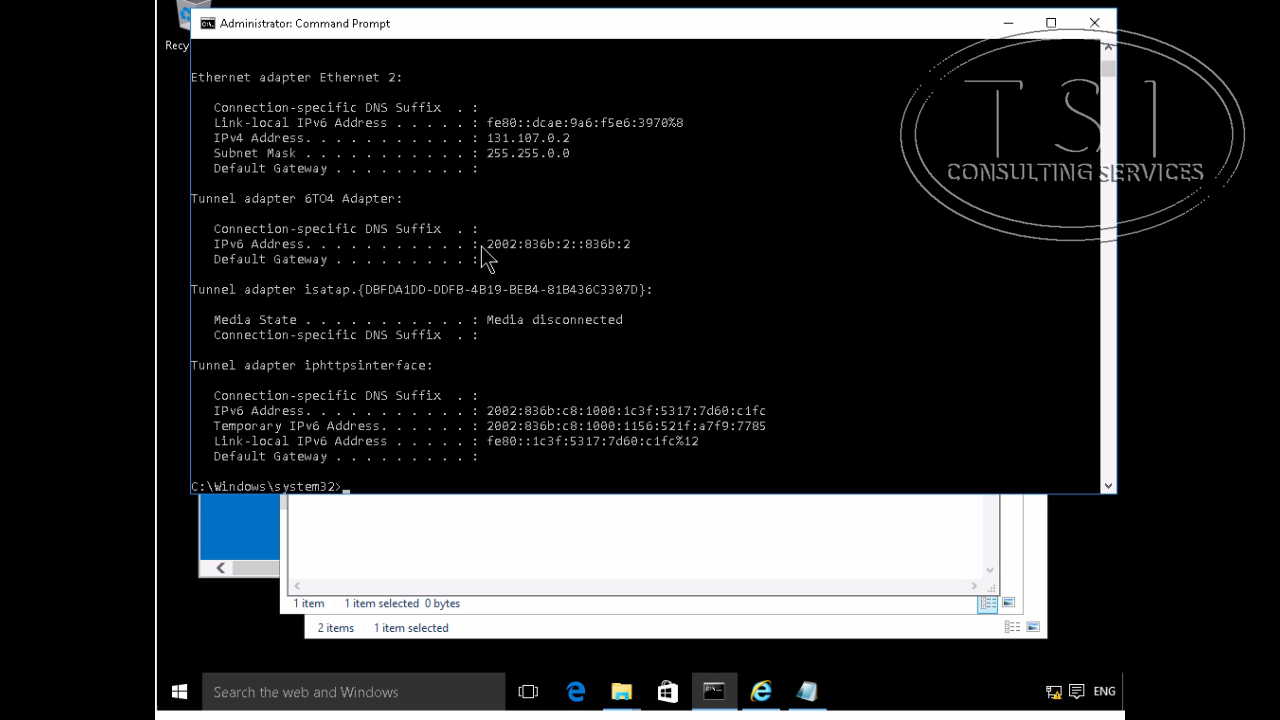 Recy
Administrator: Command Prompt
Ethernet adapter Ethernet 2:
Connection-specific DNS Suffix . :
Link-local IPv6 Address . . . . . : fe80::dcae:9a6:f5e6:3970%8
IPv4 Address. . . . . . . . . . . : 131.107.0.2
Subnet Mask . . . . . . . . . . . : 255.255.0.0
Default Gateway . . . . . . . . . :
Tunnel adapter 6TO4 Adapter:
Connection-specific DNS Suffix . :
IPv6 Address. . . . . . . . . . . : 2002:836b:2::836b:2
Default Gateway . . . . . . . . . :
Tunnel adapter isatap.{DBFDA1DD-DDFB-4B19-BEB4-81B436C3307D}:
Media State . . . . . . . . . . . : Media disconnected
Connection-specific DNS Suffix . :
Tunnel adapter iphttpsinterface:
Connection-specific DNS Suffix . :
IPv6 Address. . . . . . . . . . . : 2002:836b:c8:1000:1c3f:5317:7d60:c1fc
Temporary IPv6 Address. . . . . . : 2002:836b:c8:1000:1156:521f:a7f9:7785
Link-local IPv6 Address . . . . . : fe80::1c3f:5317:7d60:c1fc%12
Default Gateway . . . . . . . . . :
C:\Windows\system32>
TSI
CONSULTING SERVICES
1 item 1 item selected 0 bytes
2 items 1 item selected
Search the web and Windows
ENG